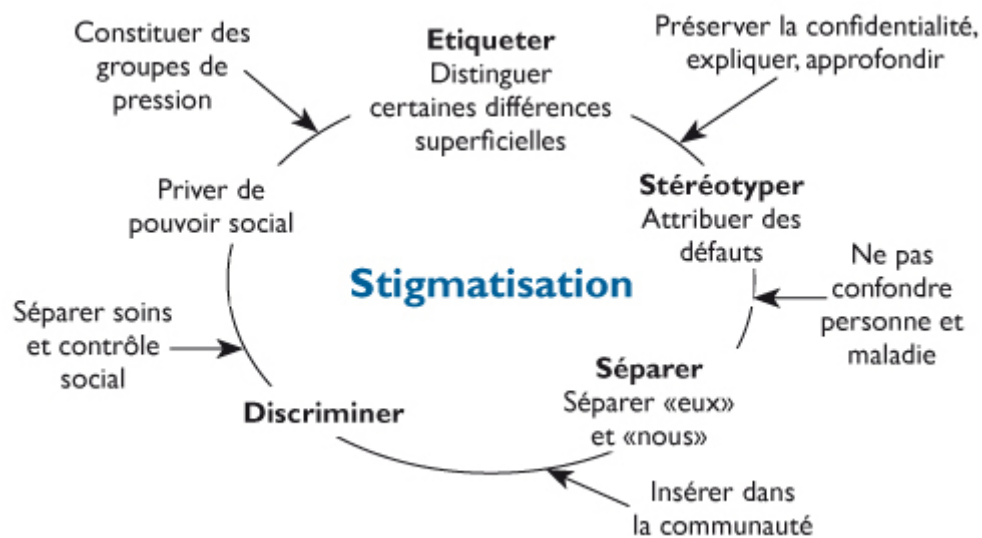 Constituer des
groupes de
pression
Etiqueter
Distinguer
certaines différences
superficielles
Préserver la confidentialité,
expliquer, approfondir
Stéréotyper
Attribuer des
défauts
Ne pas
confondre
personne et
maladie
Séparer
Séparer «eux»
et «nous»
Insérer dans
la communauté
Discriminer
Séparer soins
et contrôle
social
Priver de
pouvoir social
Stigmatisation